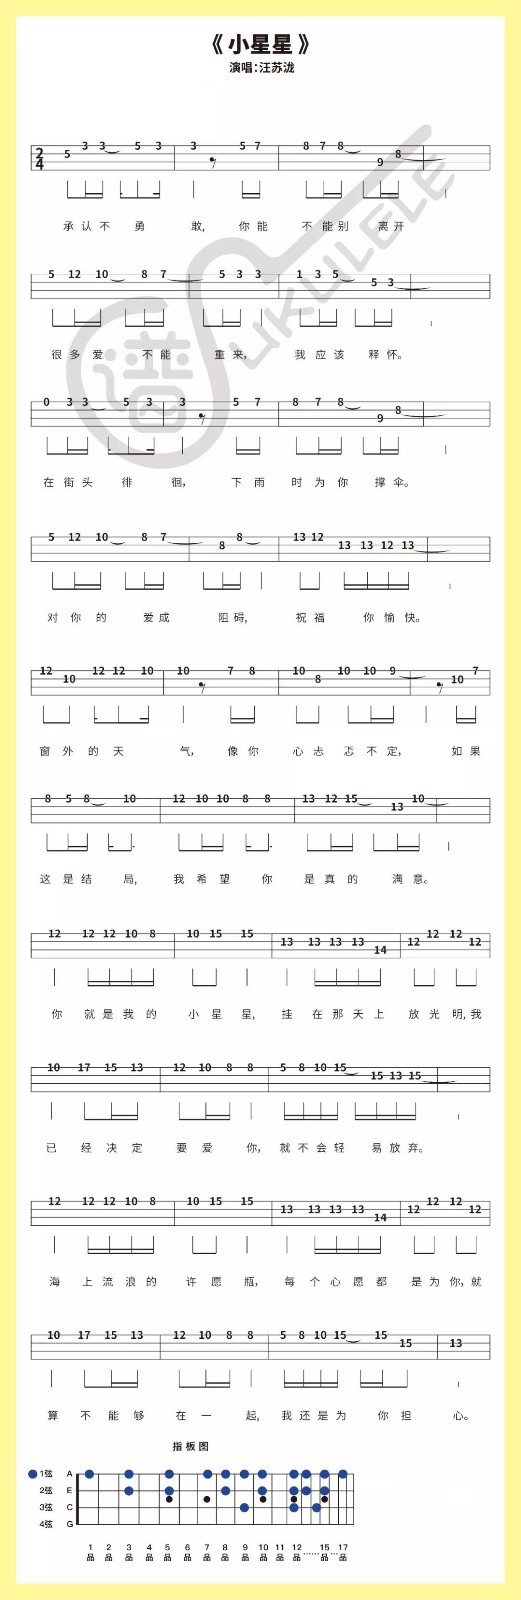 《 小星星 》
演唱：汪苏泷
2 4 5 3 3 5 3 3 5 7 8 7 8 9 8
承 认 不 勇 敢, 你 能 不 能 别 离 开
5 12 10 8 7 5 3 3 1 3 5 5 3
很 多 爱 不 能 重 来, 我 应 该 释 怀。
0 3 3 5 3 3 5 7 8 7 8 9 8
在 街 头 徘 徊, 下 雨 时 为 你 撑 伞。
5 12 10 8 7 8 8 13 12 13 13 12 13
对 你 的 爱 成 阻 碍, 祝 福 你 愉 快。
12 10 12 12 10 10 7 8 10 8 10 10 9 10 7
窗 外 的 天 气, 像 你 心 忐 忑 不 定, 如 果
8 5 8 10 12 10 10 8 8 13 12 15 13 10
这 是 结 局, 我 希 望 你 是 真 的 满 意。
12 12 12 10 8 10 15 15 13 13 13 13 14 12 12 12 12
你 就 是 我 的 小 星 星, 挂 在 那 天 上 放 光 明, 我
10 17 15 13 12 10 8 8 5 8 10 15 15 13 15
已 经 决 定 要 爱 你, 就 不 会 轻 易 放 弃。
12 12 12 10 8 10 15 15 13 13 13 13 14 12 12 12 12
海 上 流 浪 的 许 愿 瓶, 每 个 心 愿 都 是 为 你, 就
10 17 15 13 12 10 8 8 5 8 10 15 15 15 13
算 不 能 够 在 一 起, 我 还 是 为 你 担 心。
指 板 图
1弦 A
2弦 E
3弦 C
4弦 G
1 2 3 4 5 6 7 8 9 10 11 12 ······ 15 ··· 17
品 品 品 品 品 品 品 品 品 品 品 品 品 品
谱 UKULELE